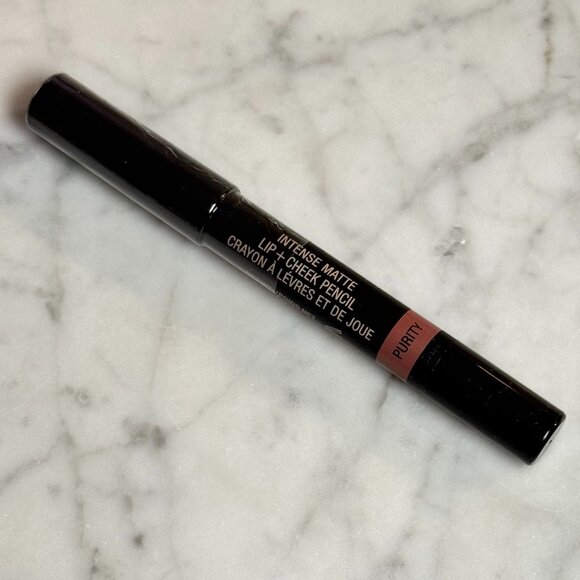 INTENSE MATTE
LIP + CHEEK PENCIL
CRAYON À LÈVRES ET DE JOUE
PURITY